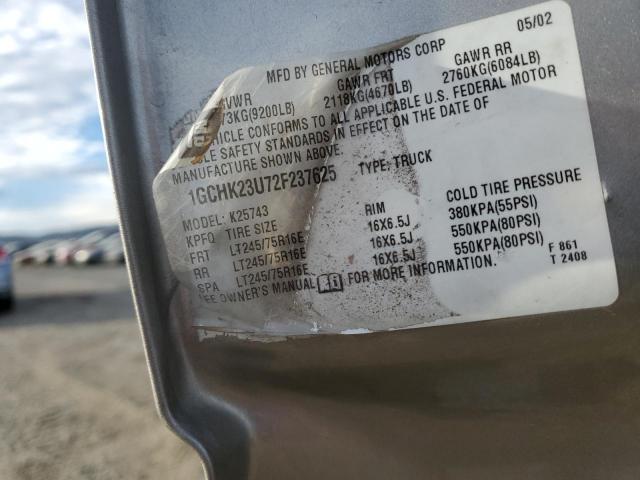 05/02
MFD BY GENERAL MOTORS CORP
GVWR GAWR FRT GAWR RR
73KG(9200LB) 2118KG(4670LB) 2760KG(6084LB)
VEHICLE CONFORMS TO ALL APPLICABLE U.S. FEDERAL MOTOR
LE SAFETY STANDARDS IN EFFECT ON THE DATE OF
MANUFACTURE SHOWN ABOVE.
1GCHK23U72F237625 TYPE: TRUCK
MODEL: K25743
KPFQ TIRE SIZE RIM COLD TIRE PRESSURE
FRT LT245/75R16E 16X6.5J 380KPA(55PSI)
RR LT245/75R16E 16X6.5J 550KPA(80PSI)
SPA LT245/75R16E 16X6.5J 550KPA(80PSI)
EE OWNER'S MANUAL FOR MORE INFORMATION.
F 861
T 2408